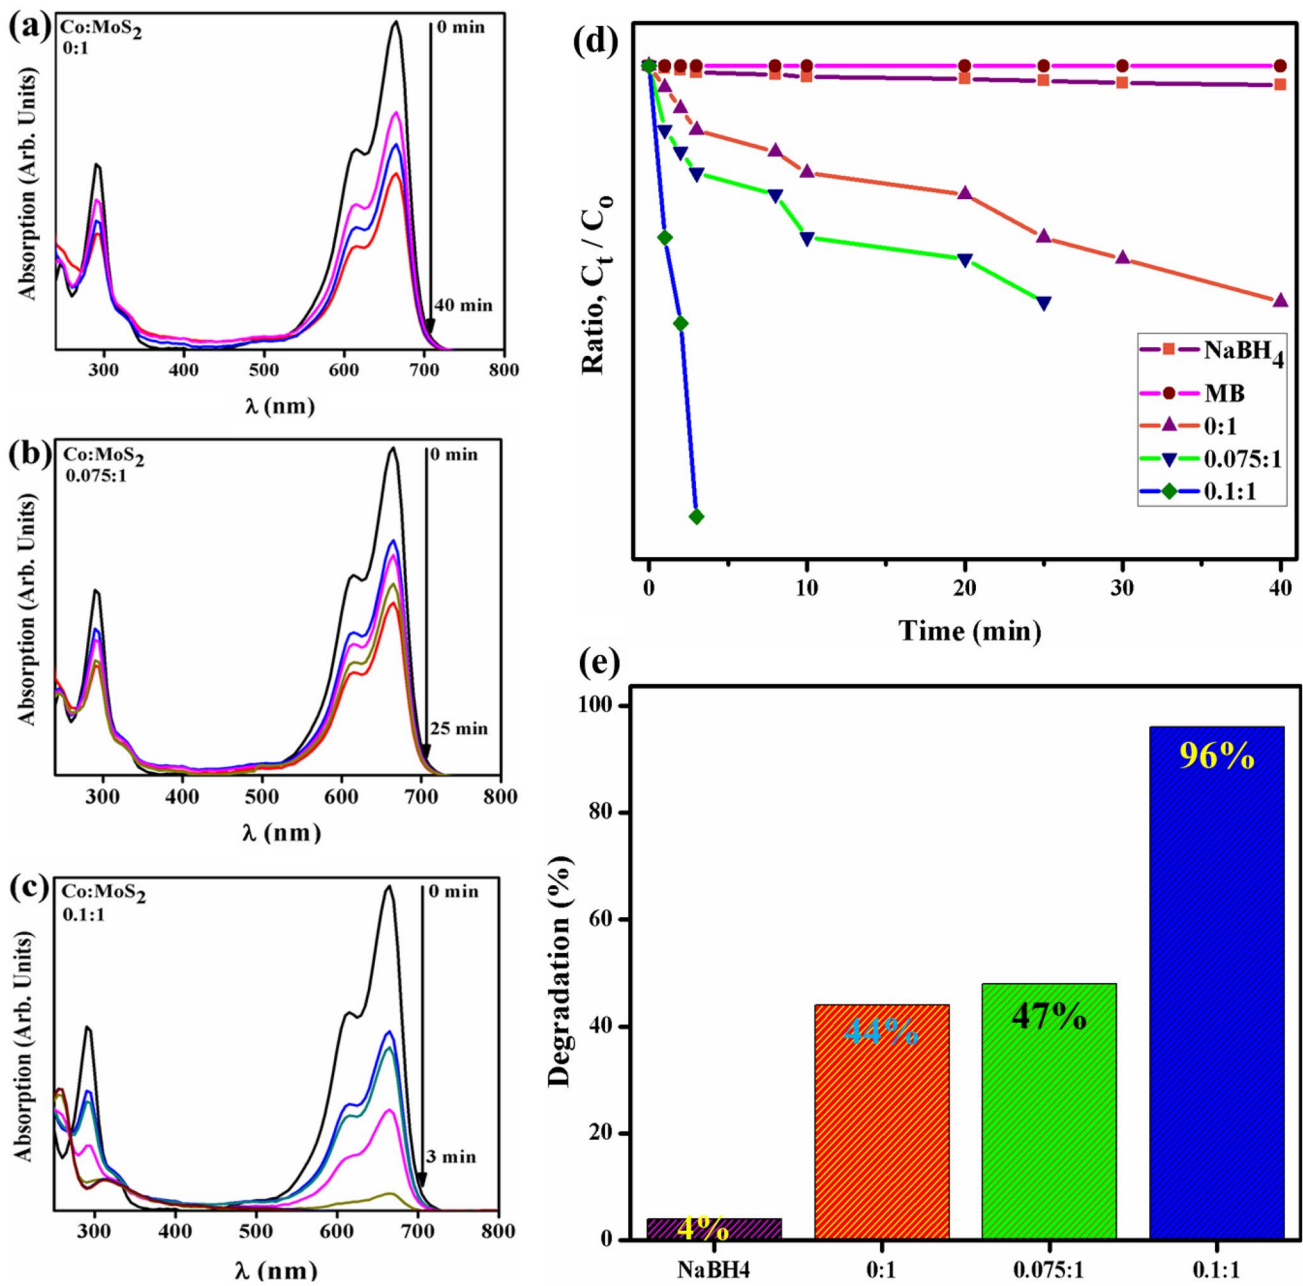 (a)
Co:MoS2
0:1
0 min
40 min
Absorption (Arb. Units)
300 400 500 600 700 800
λ (nm)
(b)
Co:MoS2
0.075:1
0 min
25 min
Absorption (Arb. Units)
300 400 500 600 700 800
λ (nm)
(c)
Co:MoS2
0.1:1
0 min
3 min
Absorption (Arb. Units)
300 400 500 600 700 800
λ (nm)
(d)
Ratio, Ct / Co
NaBH4
MB
0:1
0.075:1
0.1:1
0 10 20 30 40
Time (min)
(e)
Degradation (%)
100
80
60
40
20
0
4%
44%
47%
96%
NaBH4 0:1 0.075:1 0.1:1